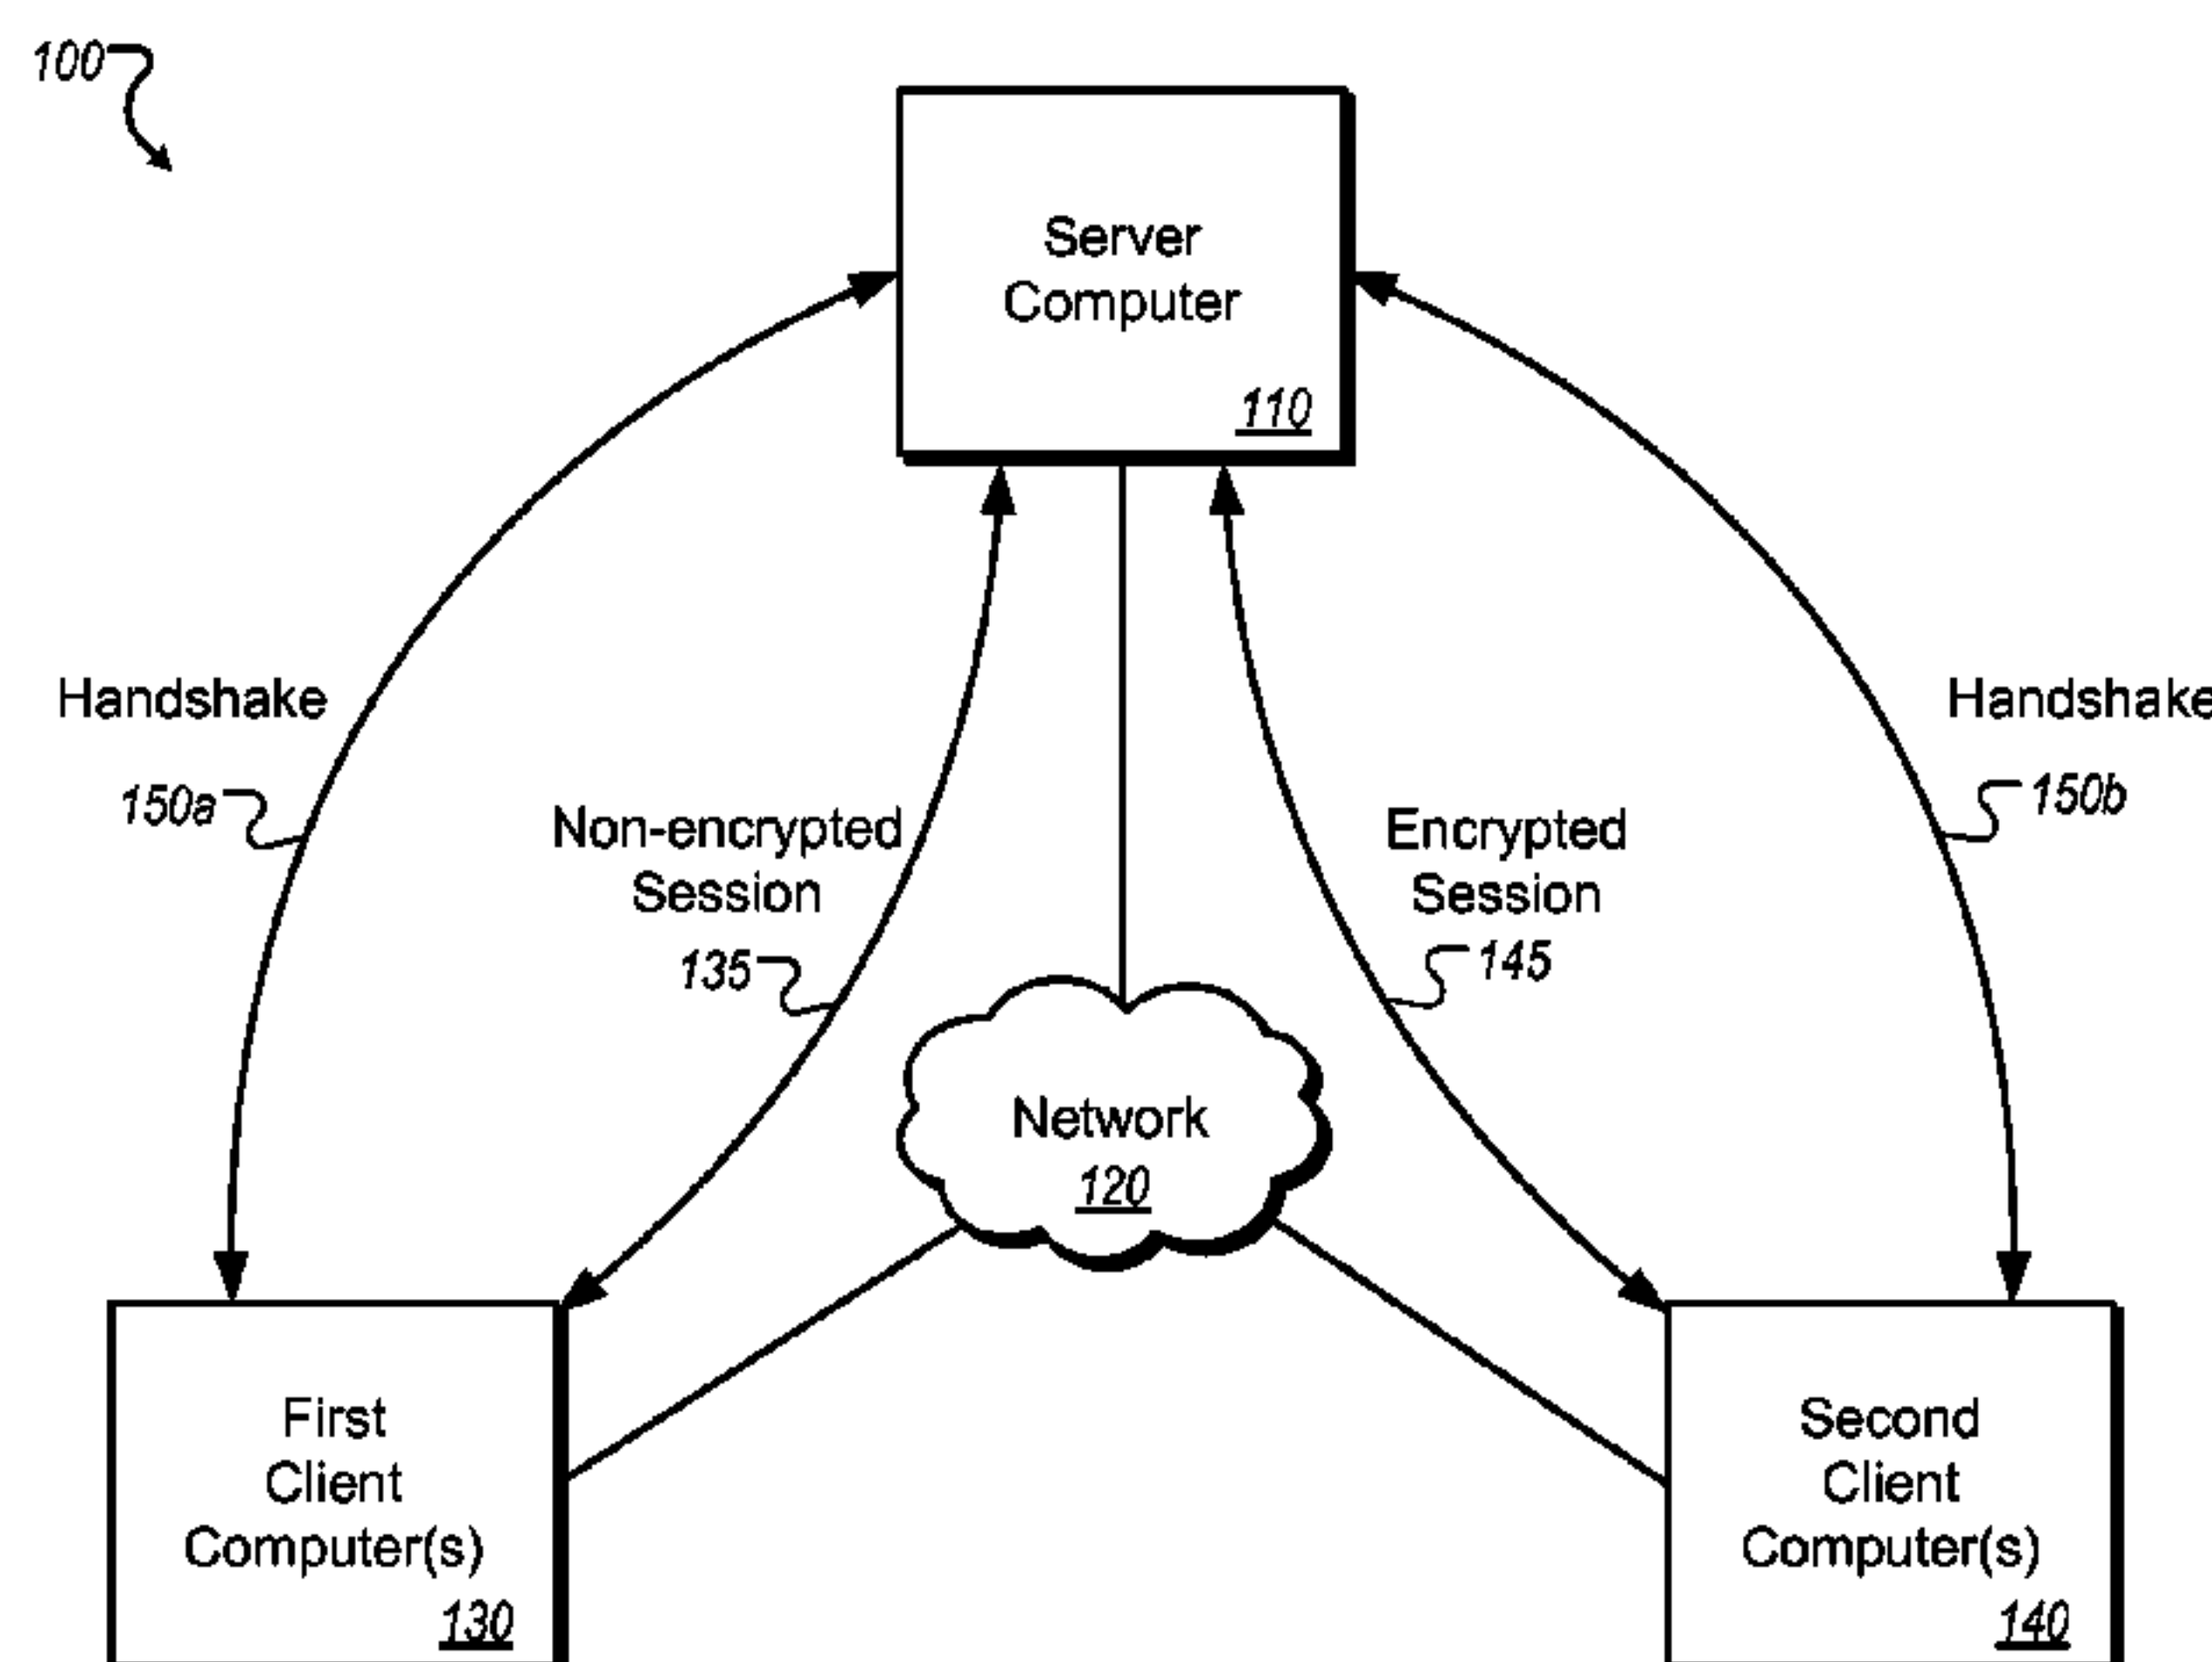 100
Server
Computer
110
Handshake
150a
Handshake
150b
Non-encrypted
Session
135
Encrypted
Session
145
Network
120
First
Client
Computer(s)
130
Second
Client
Computer(s)
140